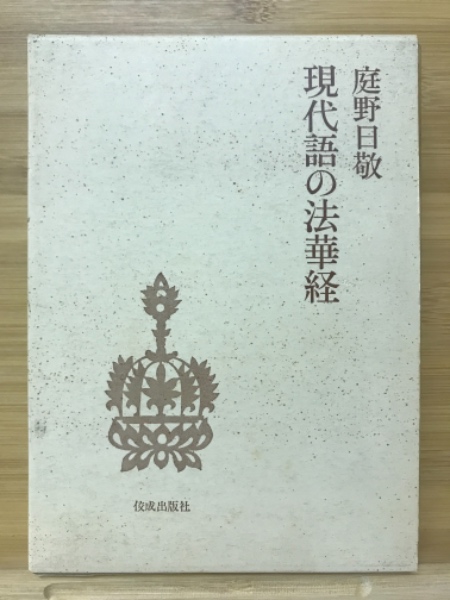 庭野日敬
現代語の法華経
佼成出版社